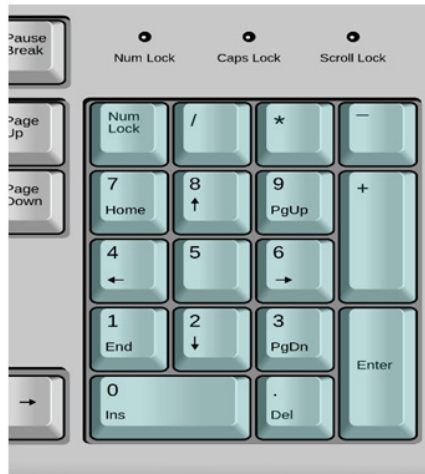 Pause
Break
Num Lock Caps Lock Scroll Lock
Page
Up
Num
Lock
/ * −
Page
Down
7
Home
8
↑
9
PgUp
+
4
←
5
6
→
1
End
2
↓
3
PgDn
Enter
→
0
Ins
.
Del